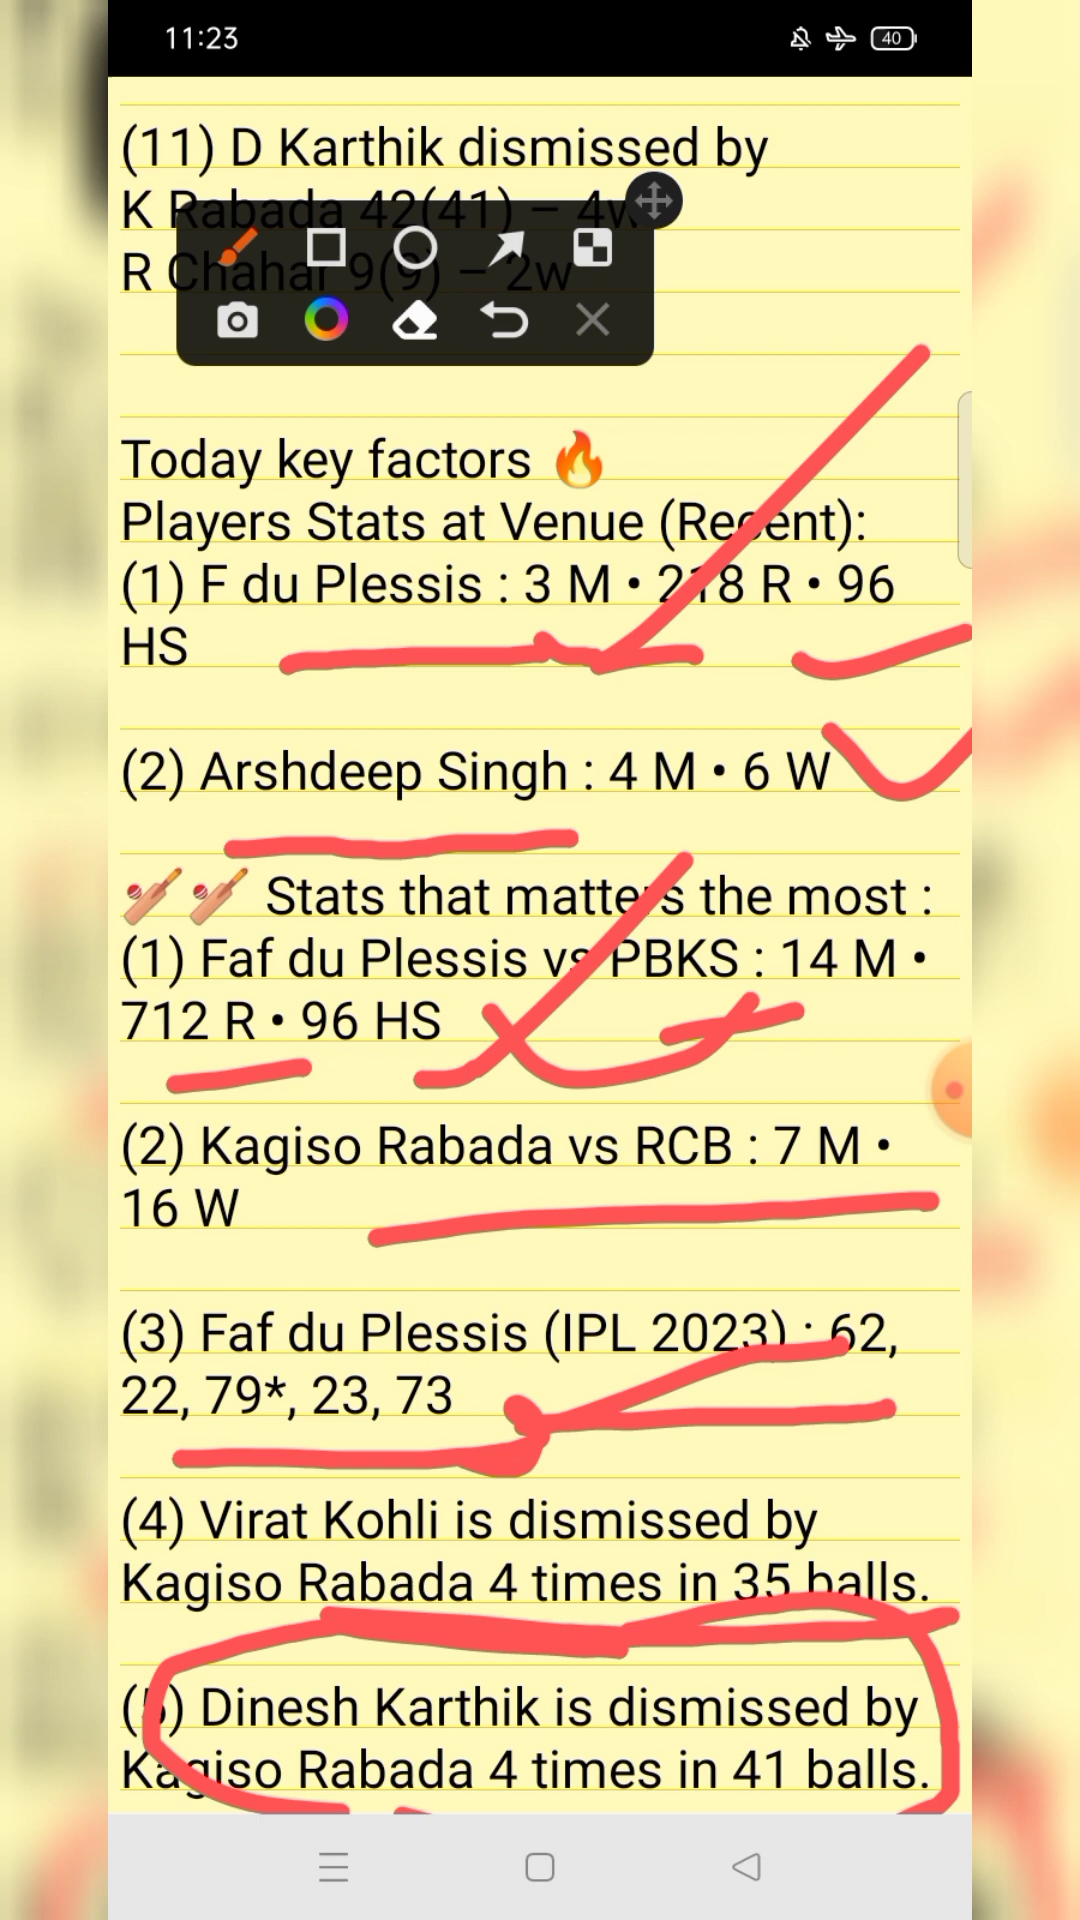 11:23
40
(11) D Karthik dismissed by
K Rabada 42(41) – 4w
R Chahar 9(9) – 2w
Today key factors 🔥
Players Stats at Venue (Recent):
(1) F du Plessis : 3 M • 218 R • 96
HS
(2) Arshdeep Singh : 4 M • 6 W
🏏🏏 Stats that matters the most :
(1) Faf du Plessis vs PBKS : 14 M •
712 R • 96 HS
(2) Kagiso Rabada vs RCB : 7 M •
16 W
(3) Faf du Plessis (IPL 2023) : 62,
22, 79*, 23, 73
(4) Virat Kohli is dismissed by
Kagiso Rabada 4 times in 35 balls.
(5) Dinesh Karthik is dismissed by
Kagiso Rabada 4 times in 41 balls.